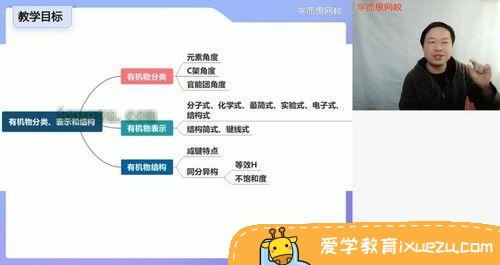 教学目标
学而思网校
学而思网校
有机物分类、表示和结构
有机物分类
元素角度
C架角度
官能团角度
有机物表示
分子式、化学式、最简式、实验式、电子式、
结构式
结构简式、键线式
有机物结构
成键特点
同分异构
等效H
不饱和度
爱学教育ixuezu.com